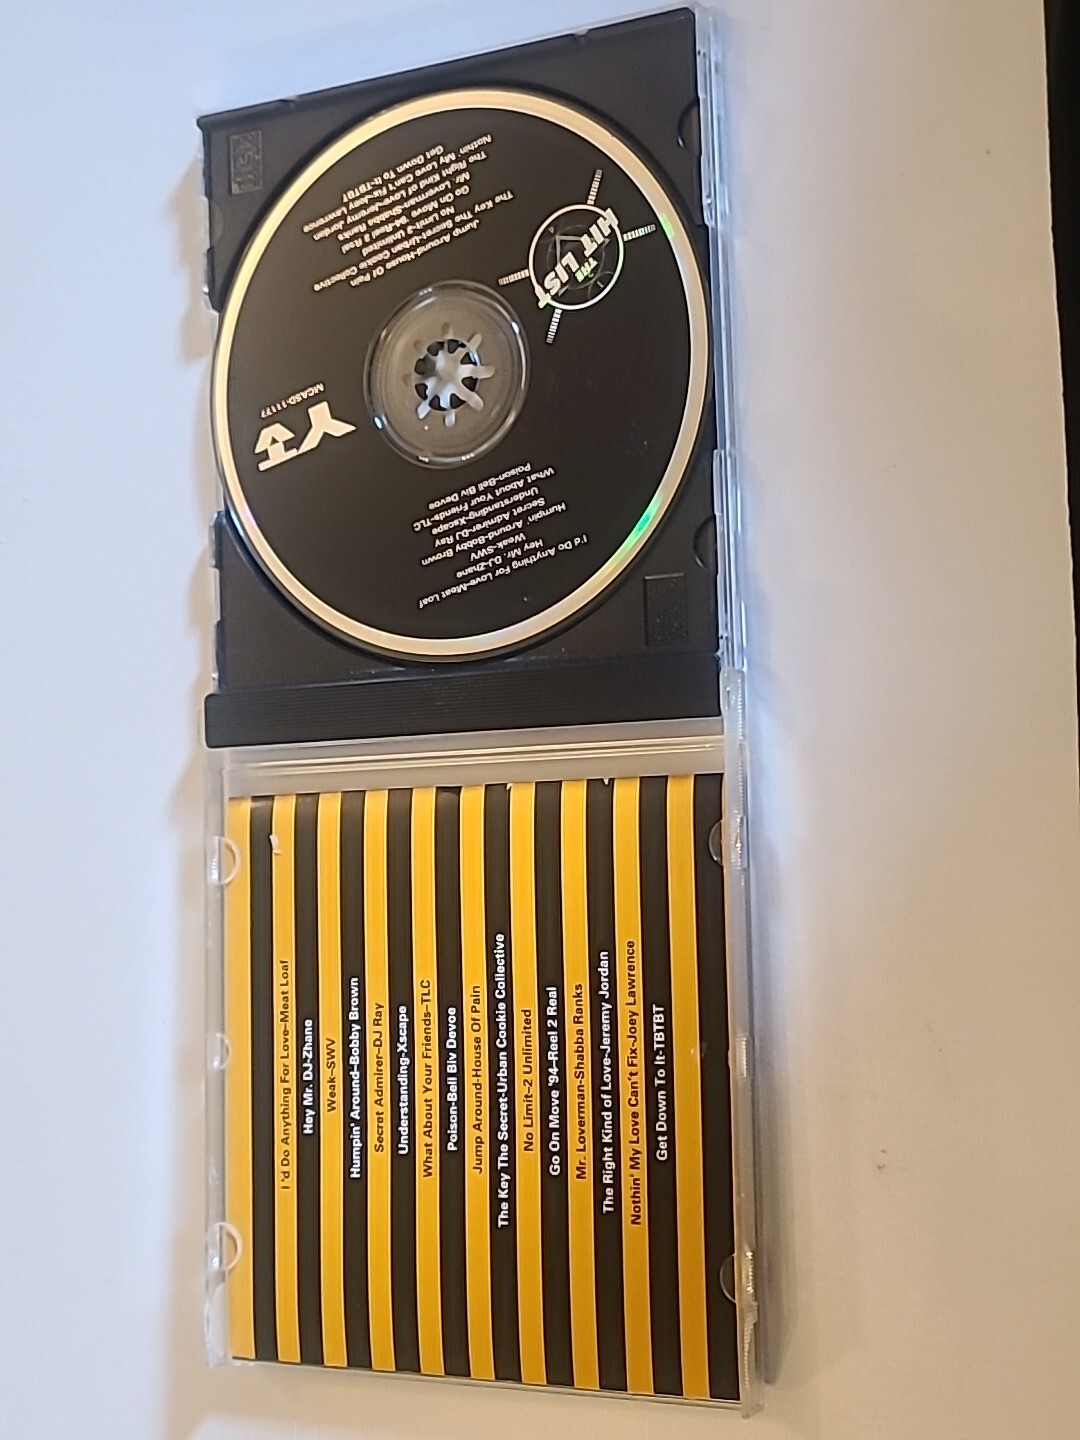 THE
HIT LIST
Jump Around-House Of Pain
The Key The Secret-Urban Cookie Collective
No Limit-2 Unlimited
Go On Move '94-Reel 2 Real
Mr Loverman-Shabba Ranks
The Right Kind of Love-Jeremy Jordan
Nothin' My Love Can't Fix-Joey Lawrence
Get Down To It-TBTBT
MCASD-11177
YTV
I'd Do Anything For Love-Meat Loaf
Hey Mr. DJ-Zhane
Weak-SWV
Humpin' Around-Bobby Brown
Secret Admirer-DJ Ray
Understanding-Xscape
What About Your Friends-TLC
Poison-Bell Biv Devoe
I 'd Do Anything For Love–Meat Loaf
Hey Mr. DJ-Zhane
Weak–SWV
Humpin' Around–Bobby Brown
Secret Admirer–DJ Ray
Understanding-Xscape
What About Your Friends–TLC
Poison-Bell Biv Devoe
Jump Around-House Of Pain
The Key The Secret-Urban Cookie Collective
No Limit–2 Unlimited
Go On Move '94–Reel 2 Real
Mr. Loverman-Shabba Ranks
The Right Kind of Love-Jeremy Jordan
Nothin' My Love Can't Fix-Joey Lawrence
Get Down To It-TBTBT